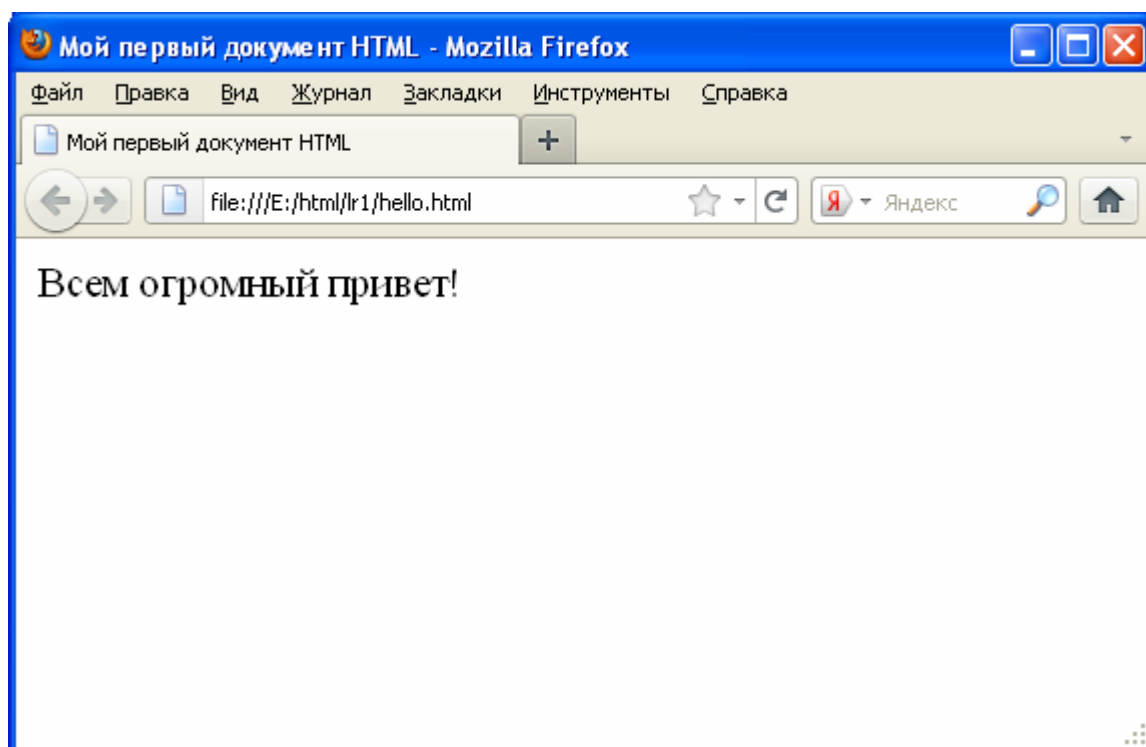 Мой первый документ HTML - Mozilla Firefox
Файл Правка Вид Журнал Закладки Инструменты Справка
Мой первый документ HTML
file:///E:/html/lr1/hello.html Я Яндекс
Всем огромный привет!